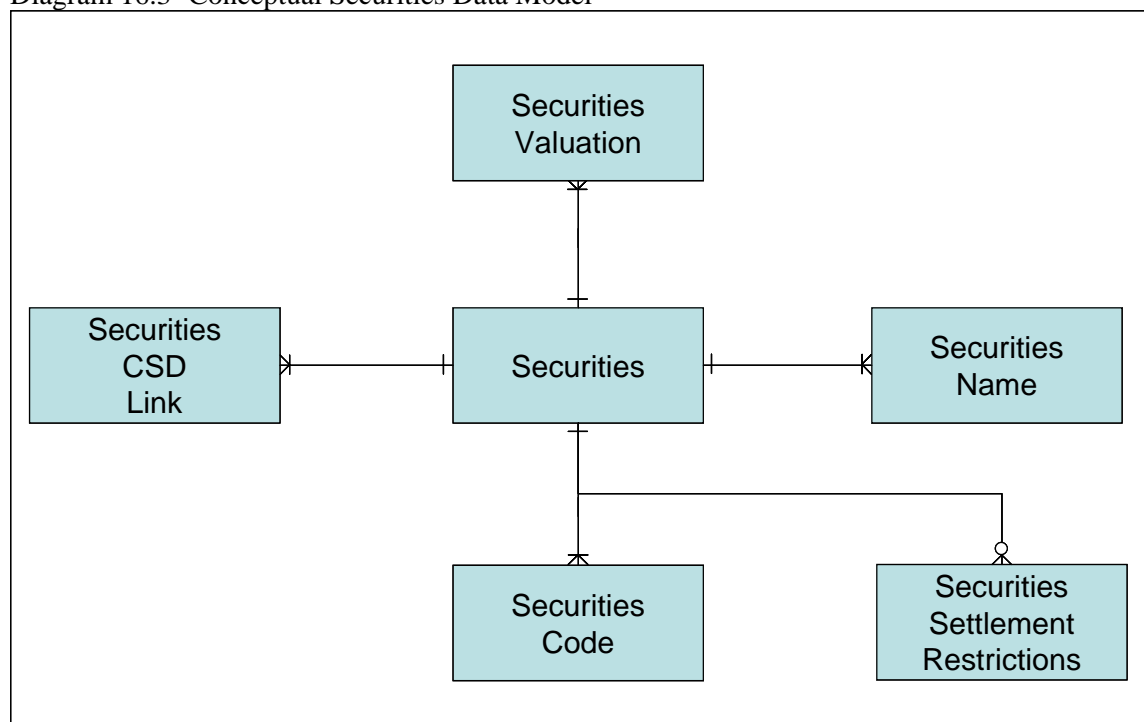 Diagram 16.3- Conceptual Securities Data Model
Securities
Valuation
Securities
CSD
Link
Securities
Securities
Name
Securities
Code
Securities
Settlement
Restrictions